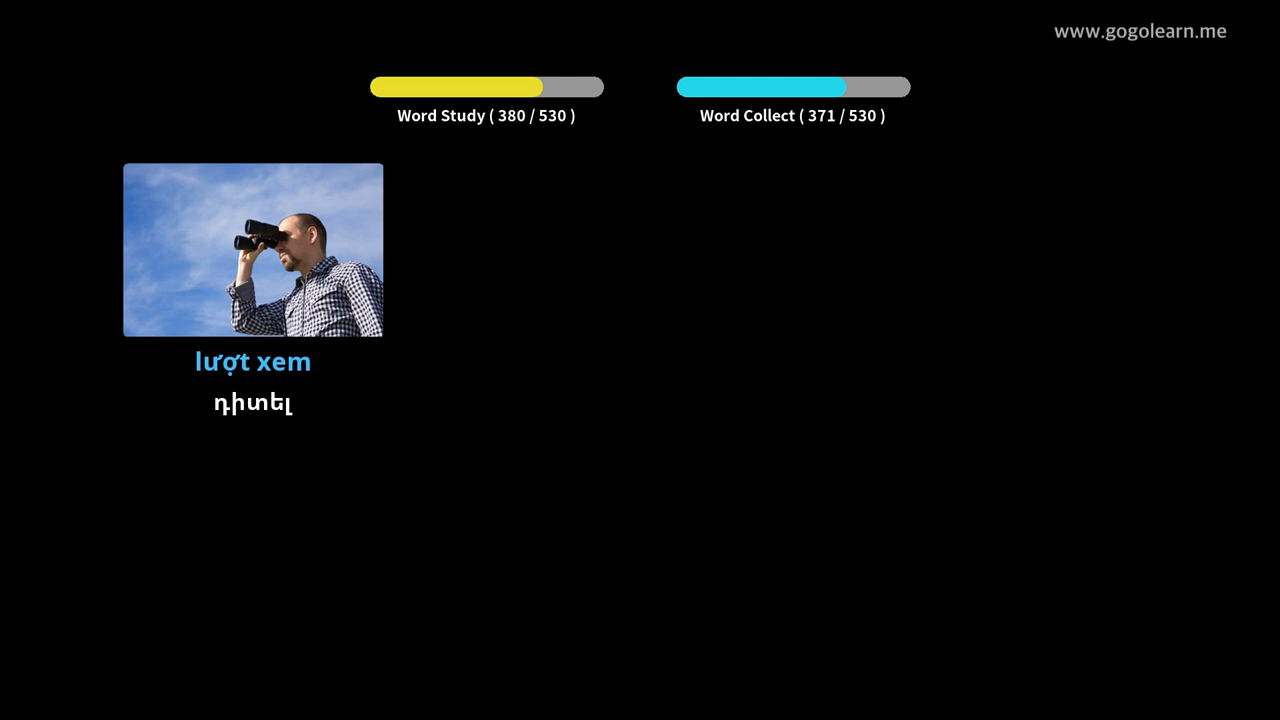 www.gogolearn.me
Word Study ( 380 / 530 )
Word Collect ( 371 / 530 )
lượt xem
դիտել